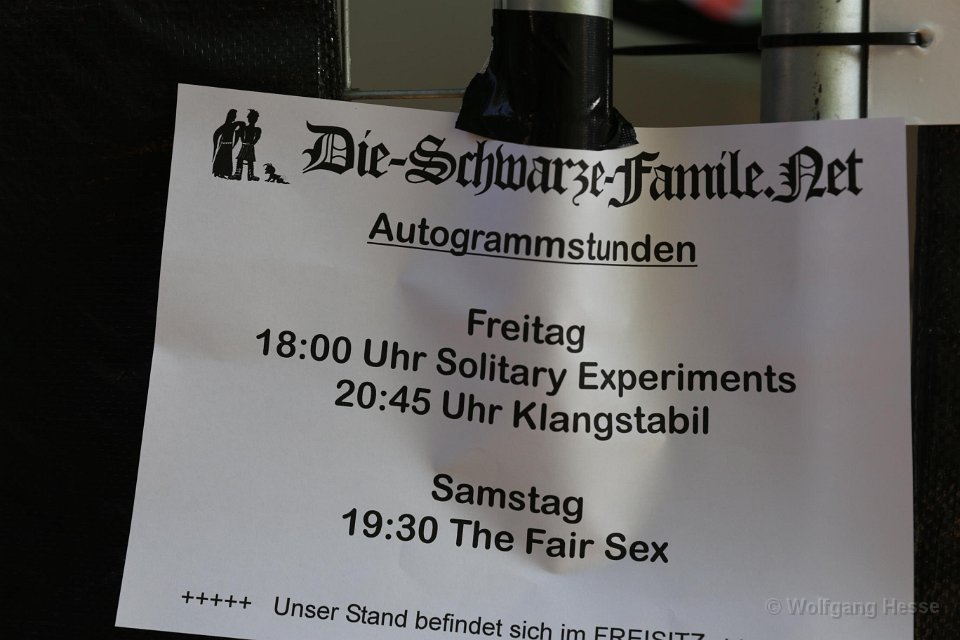 Die-Schwarze-Famile.Net
Autogrammstunden
Freitag
18:00 Uhr Solitary Experiments
20:45 Uhr Klangstabil
Samstag
19:30 The Fair Sex
+++++ Unser Stand befindet sich im FREISITZ
© Wolfgang Hesse